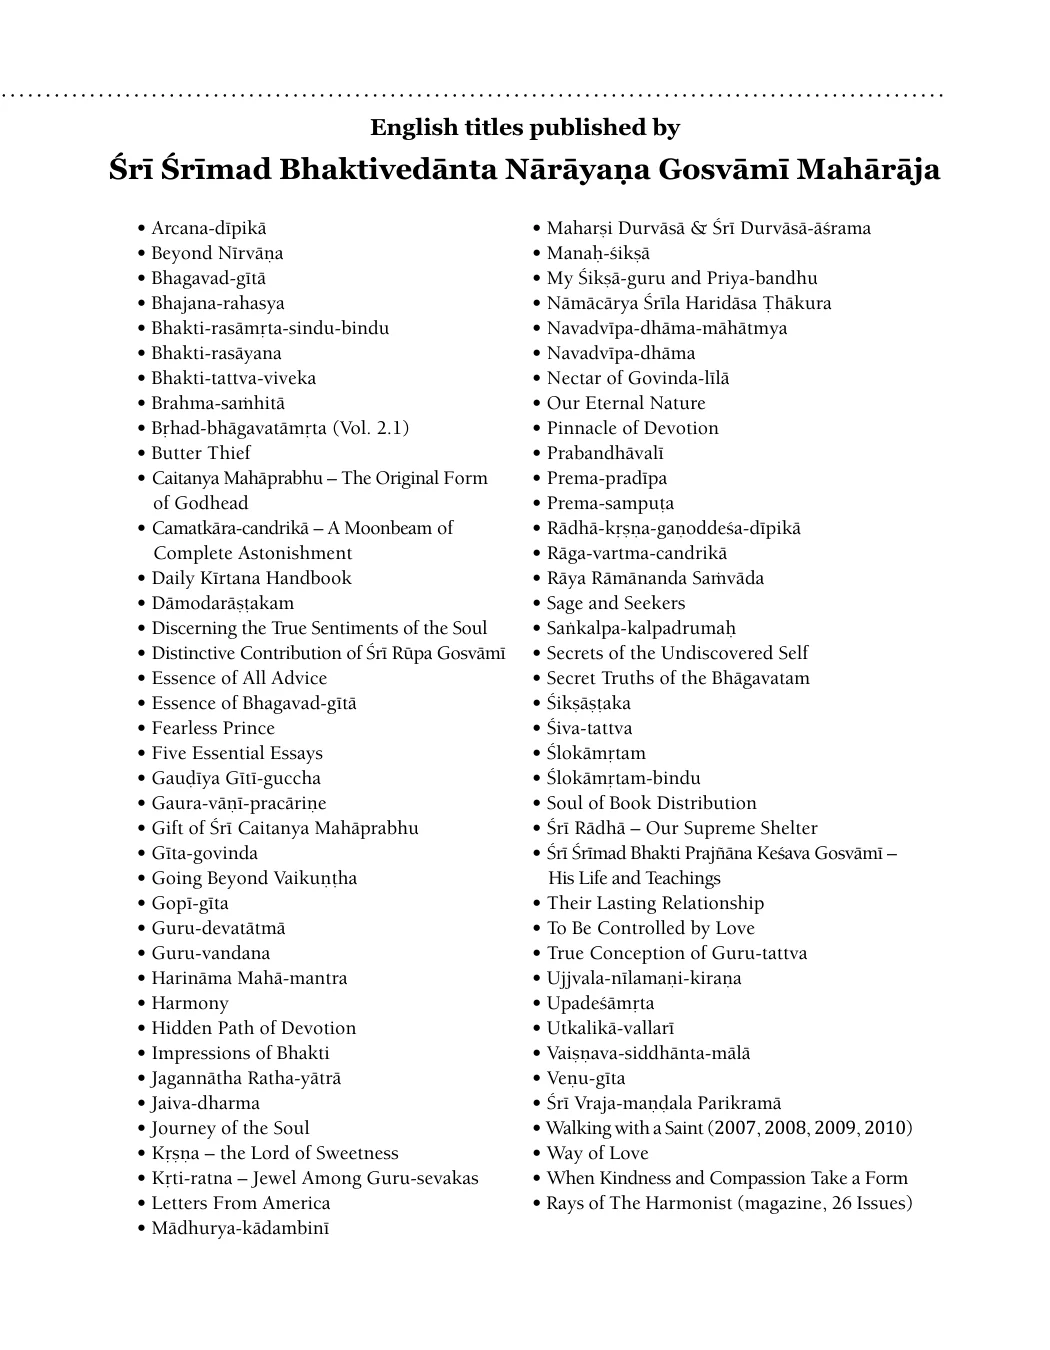 English titles published by
Śrī Śrīmad Bhaktivedānta Nārāyaṇa Gosvāmī Mahārāja
• Arcana-dīpikā
• Beyond Nīrvāṇa
• Bhagavad-gītā
• Bhajana-rahasya
• Bhakti-rasāmṛta-sindu-bindu
• Bhakti-rasāyana
• Bhakti-tattva-viveka
• Brahma-saṁhitā
• Bṛhad-bhāgavatāmṛta (Vol. 2.1)
• Butter Thief
• Caitanya Mahāprabhu – The Original Form
of Godhead
• Camatkāra-candrikā – A Moonbeam of
Complete Astonishment
• Daily Kīrtana Handbook
• Dāmodarāṣṭakam
• Discerning the True Sentiments of the Soul
• Distinctive Contribution of Śrī Rūpa Gosvāmī
• Essence of All Advice
• Essence of Bhagavad-gītā
• Fearless Prince
• Five Essential Essays
• Gauḍīya Gītī-guccha
• Gaura-vāṇī-pracāriṇe
• Gift of Śrī Caitanya Mahāprabhu
• Gīta-govinda
• Going Beyond Vaikuṇṭha
• Gopī-gīta
• Guru-devatātmā
• Guru-vandana
• Harināma Mahā-mantra
• Harmony
• Hidden Path of Devotion
• Impressions of Bhakti
• Jagannātha Ratha-yātrā
• Jaiva-dharma
• Journey of the Soul
• Kṛṣṇa – the Lord of Sweetness
• Kṛti-ratna – Jewel Among Guru-sevakas
• Letters From America
• Mādhurya-kādambinī
• Maharṣi Durvāsā & Śrī Durvāsā-āśrama
• Manaḥ-śikṣā
• My Śikṣā-guru and Priya-bandhu
• Nāmācārya Śrīla Haridāsa Ṭhākura
• Navadvīpa-dhāma-māhātmya
• Navadvīpa-dhāma
• Nectar of Govinda-līlā
• Our Eternal Nature
• Pinnacle of Devotion
• Prabandhāvalī
• Prema-pradīpa
• Prema-sampuṭa
• Rādhā-kṛṣṇa-gaṇoddeśa-dīpikā
• Rāga-vartma-candrikā
• Rāya Rāmānanda Saṁvāda
• Sage and Seekers
• Saṅkalpa-kalpadrumaḥ
• Secrets of the Undiscovered Self
• Secret Truths of the Bhāgavatam
• Śikṣāṣṭaka
• Śiva-tattva
• Ślokāmṛtam
• Ślokāmṛtam-bindu
• Soul of Book Distribution
• Śrī Rādhā – Our Supreme Shelter
• Śrī Śrīmad Bhakti Prajñāna Keśava Gosvāmī –
His Life and Teachings
• Their Lasting Relationship
• To Be Controlled by Love
• True Conception of Guru-tattva
• Ujjvala-nīlamaṇi-kiraṇa
• Upadeśāmṛta
• Utkalikā-vallarī
• Vaiṣṇava-siddhānta-mālā
• Veṇu-gīta
• Śrī Vraja-maṇḍala Parikramā
• Walking with a Saint (2007, 2008, 2009, 2010)
• Way of Love
• When Kindness and Compassion Take a Form
• Rays of The Harmonist (magazine, 26 Issues)